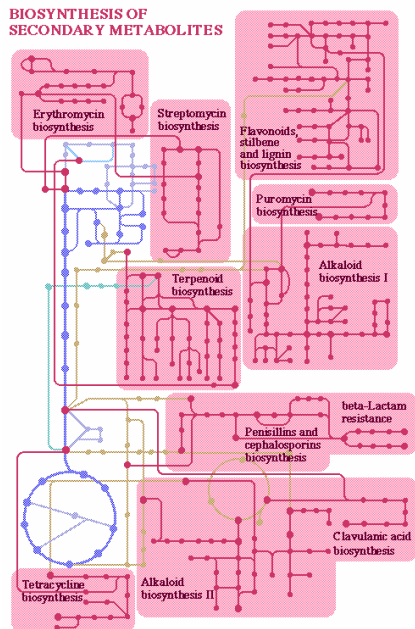 BIOSYNTHESIS OF
SECONDARY METABOLITES
Erythromycin
biosynthesis
Streptomycin
biosynthesis
Flavonoids,
stilbene
and lignin
biosynthesis
Puromycin
biosynthesis
Alkaloid
biosynthesis I
Terpenoid
biosynthesis
beta-Lactam
resistance
Penisillins and
cephalosporins
biosynthesis
Clavulanic acid
biosynthesis
Tetracycline
biosynthesis
Alkaloid
biosynthesis II